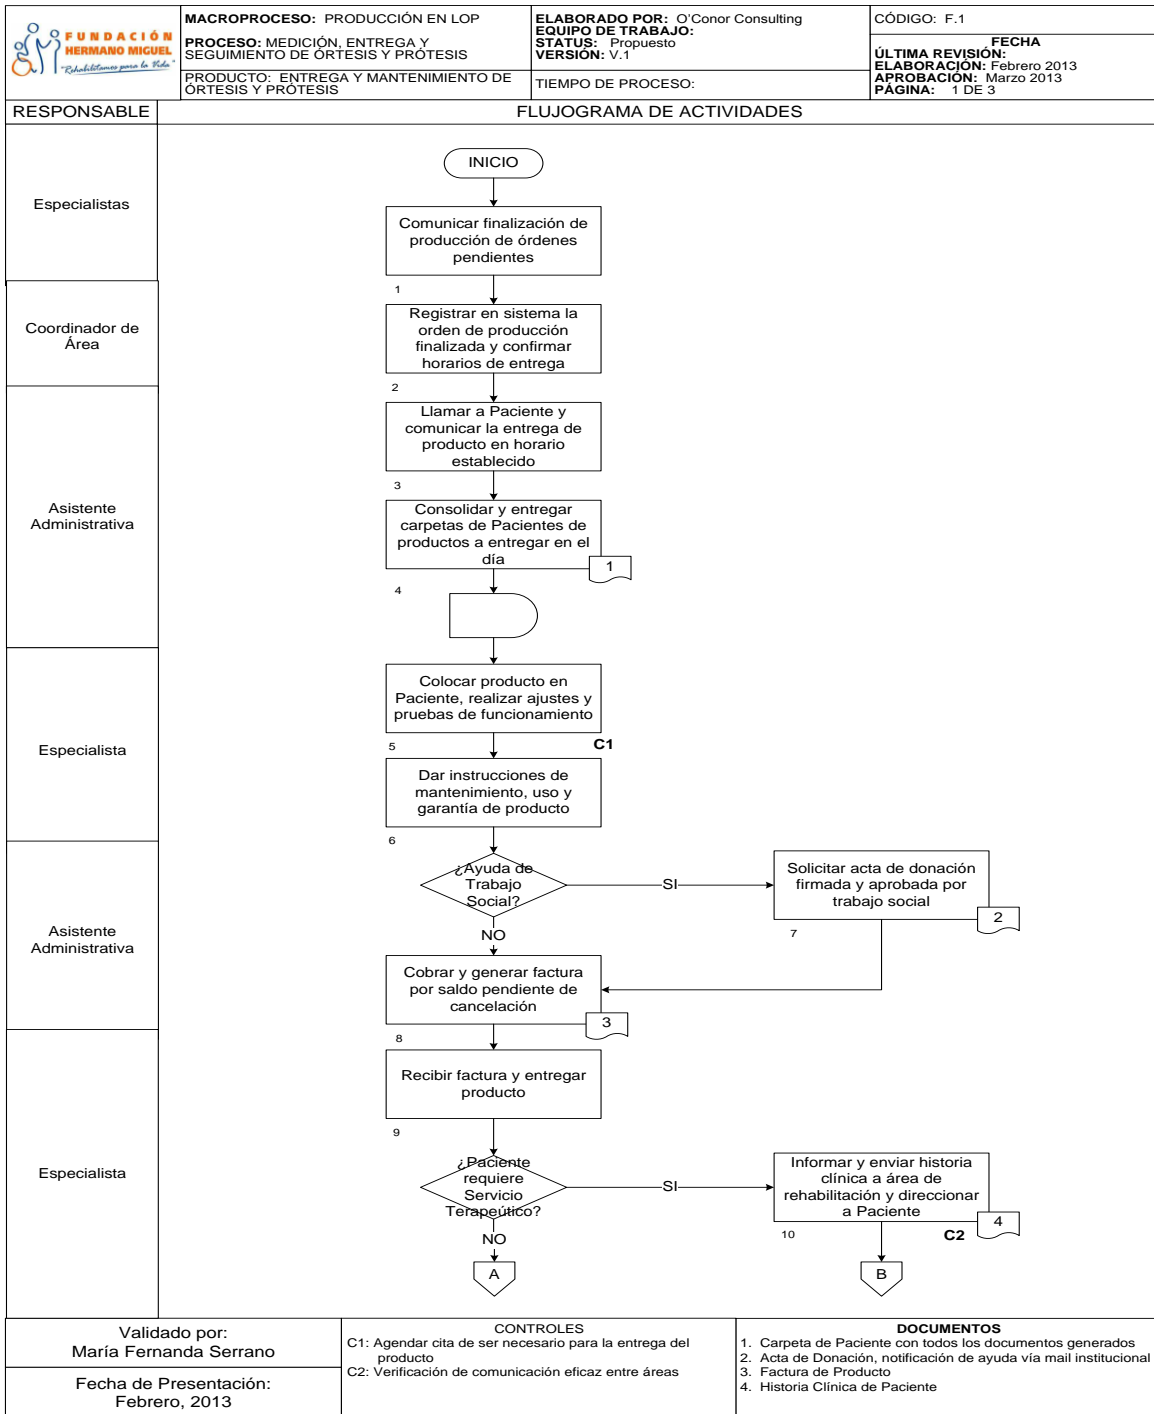 FUNDACIÓN
HERMANO MIGUEL
"Rehabilitamos para la Vida"
MACROPROCESO: PRODUCCIÓN EN LOP
PROCESO: MEDICIÓN, ENTREGA Y
SEGUIMIENTO DE ÓRTESIS Y PRÓTESIS
PRODUCTO: ENTREGA Y MANTENIMIENTO DE
ÓRTESIS Y PRÓTESIS
ELABORADO POR: O'Conor Consulting
EQUIPO DE TRABAJO:
STATUS: Propuesto
VERSIÓN: V.1
TIEMPO DE PROCESO:
CÓDIGO: F.1
FECHA
ÚLTIMA REVISIÓN:
ELABORACIÓN: Febrero 2013
APROBACIÓN: Marzo 2013
PÁGINA: 1 DE 3
RESPONSABLE
FLUJOGRAMA DE ACTIVIDADES
Especialistas
INICIO
Comunicar finalización de
producción de órdenes
pendientes
1
Coordinador de
Área
Registrar en sistema la
orden de producción
finalizada y confirmar
horarios de entrega
2
Asistente
Administrativa
Llamar a Paciente y
comunicar la entrega de
producto en horario
establecido
3
Consolidar y entregar
carpetas de Pacientes de
productos a entregar en el
día
1
4
Especialista
Colocar producto en
Paciente, realizar ajustes y
pruebas de funcionamiento
5
C1
Dar instrucciones de
mantenimiento, uso y
garantía de producto
6
Asistente
Administrativa
¿Ayuda de
Trabajo
Social?
SI
Solicitar acta de donación
firmada y aprobada por
trabajo social
2
7
NO
Cobrar y generar factura
por saldo pendiente de
cancelación
3
8
Especialista
Recibir factura y entregar
producto
9
¿Paciente
requiere
Servicio
Terapeútico?
SI
Informar y enviar historia
clínica a área de
rehabilitación y direccionar
a Paciente
4
10
C2
NO
A
B
Validado por:
María Fernanda Serrano
Fecha de Presentación:
Febrero, 2013
CONTROLES
C1: Agendar cita de ser necesario para la entrega del
producto
C2: Verificación de comunicación eficaz entre áreas
DOCUMENTOS
1. Carpeta de Paciente con todos los documentos generados
2. Acta de Donación, notificación de ayuda vía mail institucional
3. Factura de Producto
4. Historia Clínica de Paciente